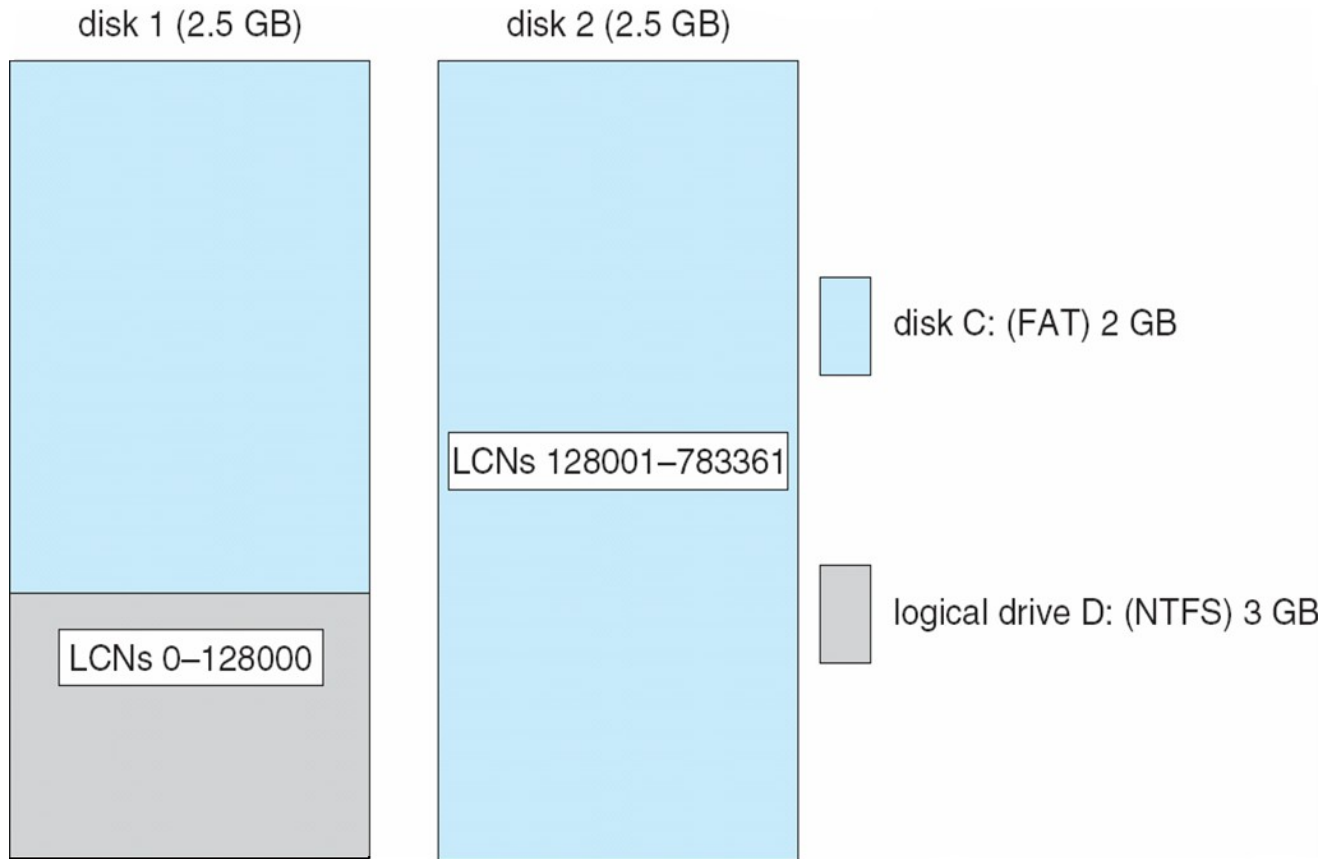 disk 1 (2.5 GB)
disk 2 (2.5 GB)
disk C: (FAT) 2 GB
LCNs 128001–783361
logical drive D: (NTFS) 3 GB
LCNs 0–128000